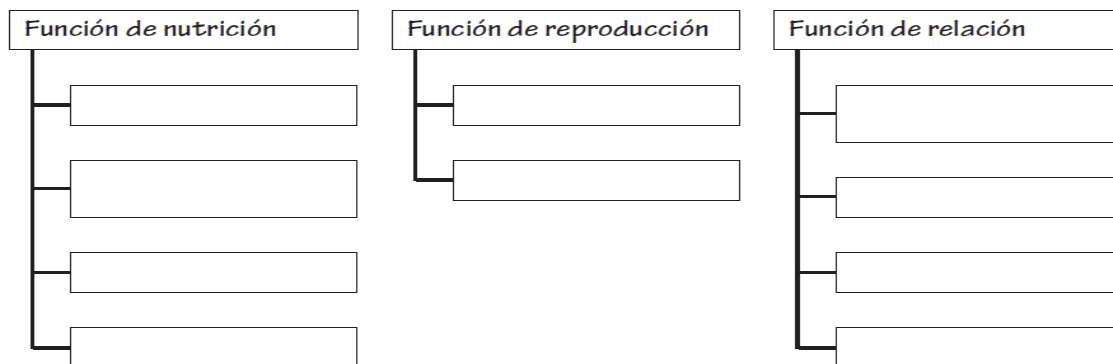 Función de nutrición
Función de reproducción
Función de relación